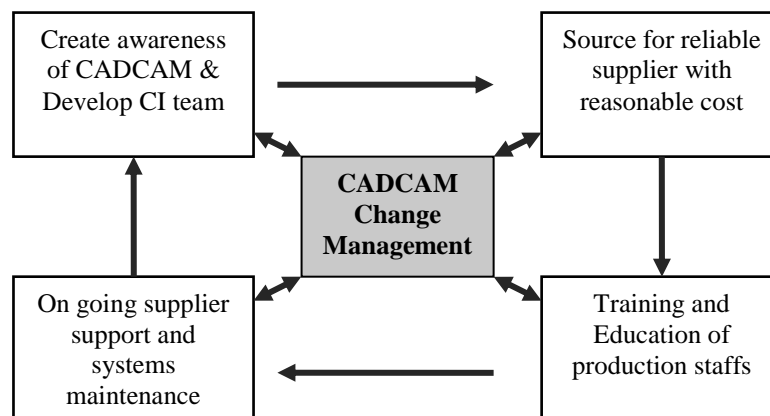 Create awareness
of CADCAM &
Develop CI team
Source for reliable
supplier with
reasonable cost
CADCAM
Change
Management
On going supplier
support and
systems
maintenance
Training and
Education of
production staffs